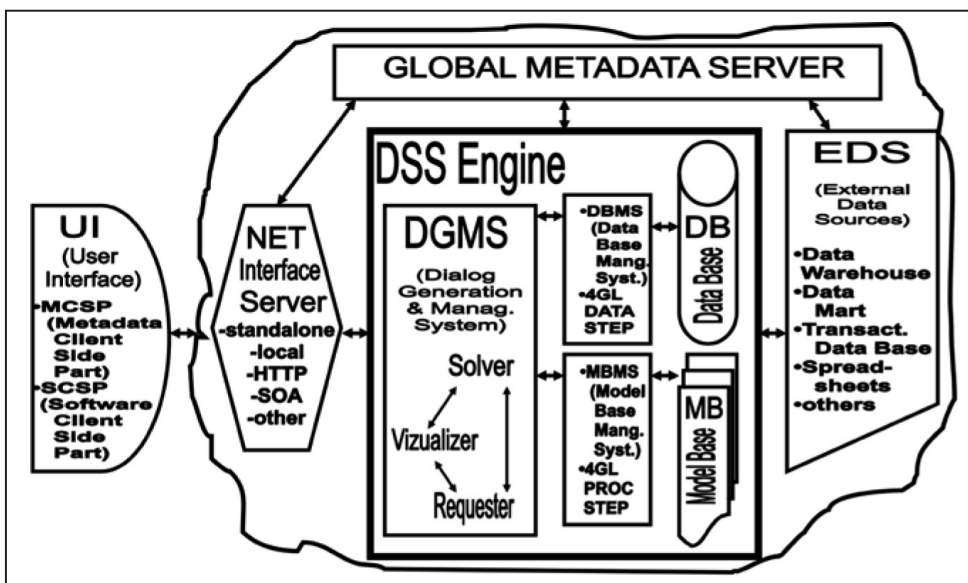 GLOBAL METADATA SERVER
UI
(User
Interface)
•MCSP
(Metadata
Client
Side
Part)
•SCSP
(Software
Client
Side
Part)
NET
Interface
Server
-standalone
-local
-HTTP
-SOA
-other
DSS Engine
DGMS
(Dialog
Generation
& Manag.
System)
Solver
Vizualizer
Requester
•DBMS
(Data
Base
Mang.
Syst.)
•4GL
DATA
STEP
DB
Data Base
•MBMS
(Model
Base
Mang.
Syst.)
•4GL
PROC
STEP
MB
Model Base
EDS
(External
Data
Sources)
•Data
Warehouse
•Data
Mart
•Transact.
Data Base
•Spread-
sheets
•others